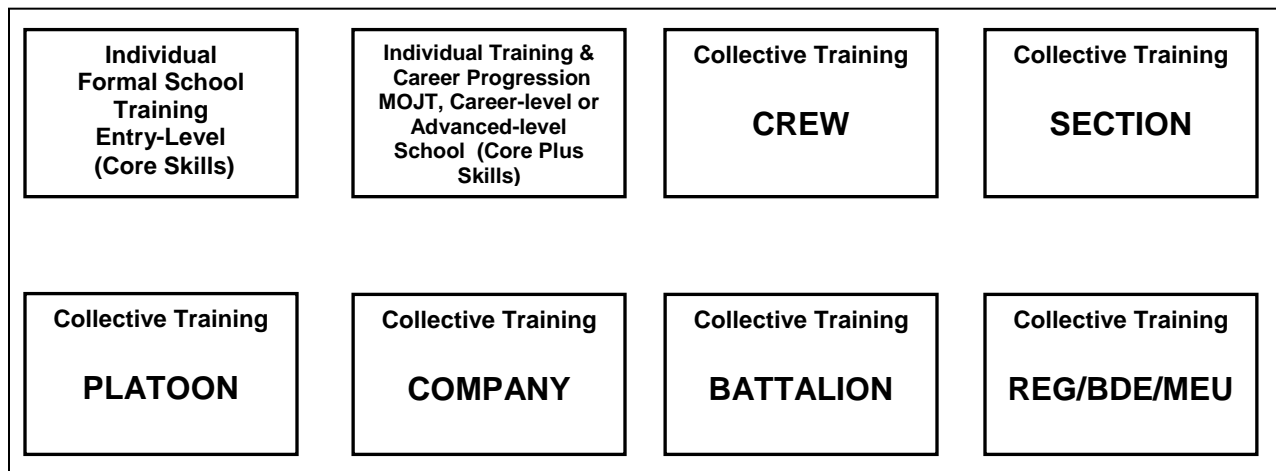 Individual
Formal School
Training
Entry-Level
(Core Skills)
Individual Training &
Career Progression
MOJT, Career-level or
Advanced-level
School (Core Plus
Skills)
Collective Training
CREW
Collective Training
SECTION
Collective Training
PLATOON
Collective Training
COMPANY
Collective Training
BATTALION
Collective Training
REG/BDE/MEU